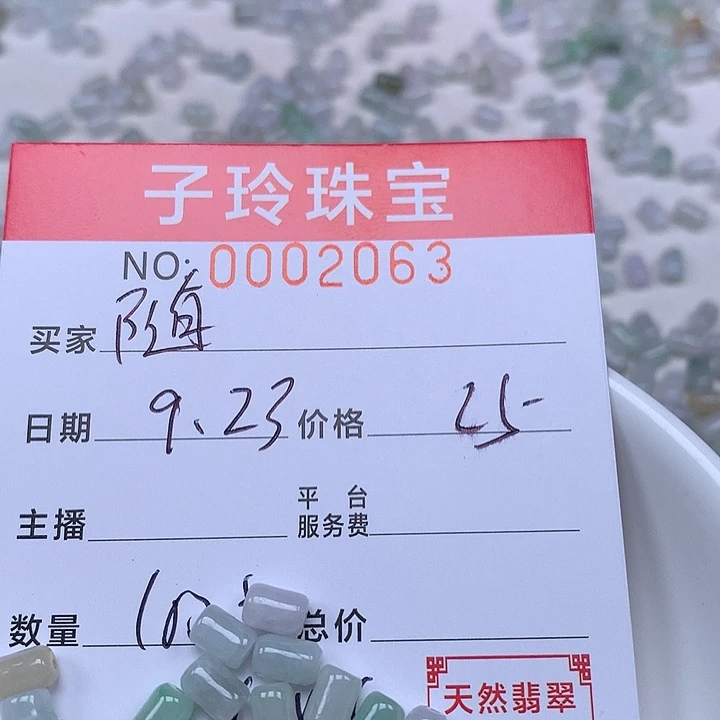 子玲珠宝
NO: 0002063
买家 随
日期 9.23 价格 25
主播 平台服务费
数量 总价
天然翡翠